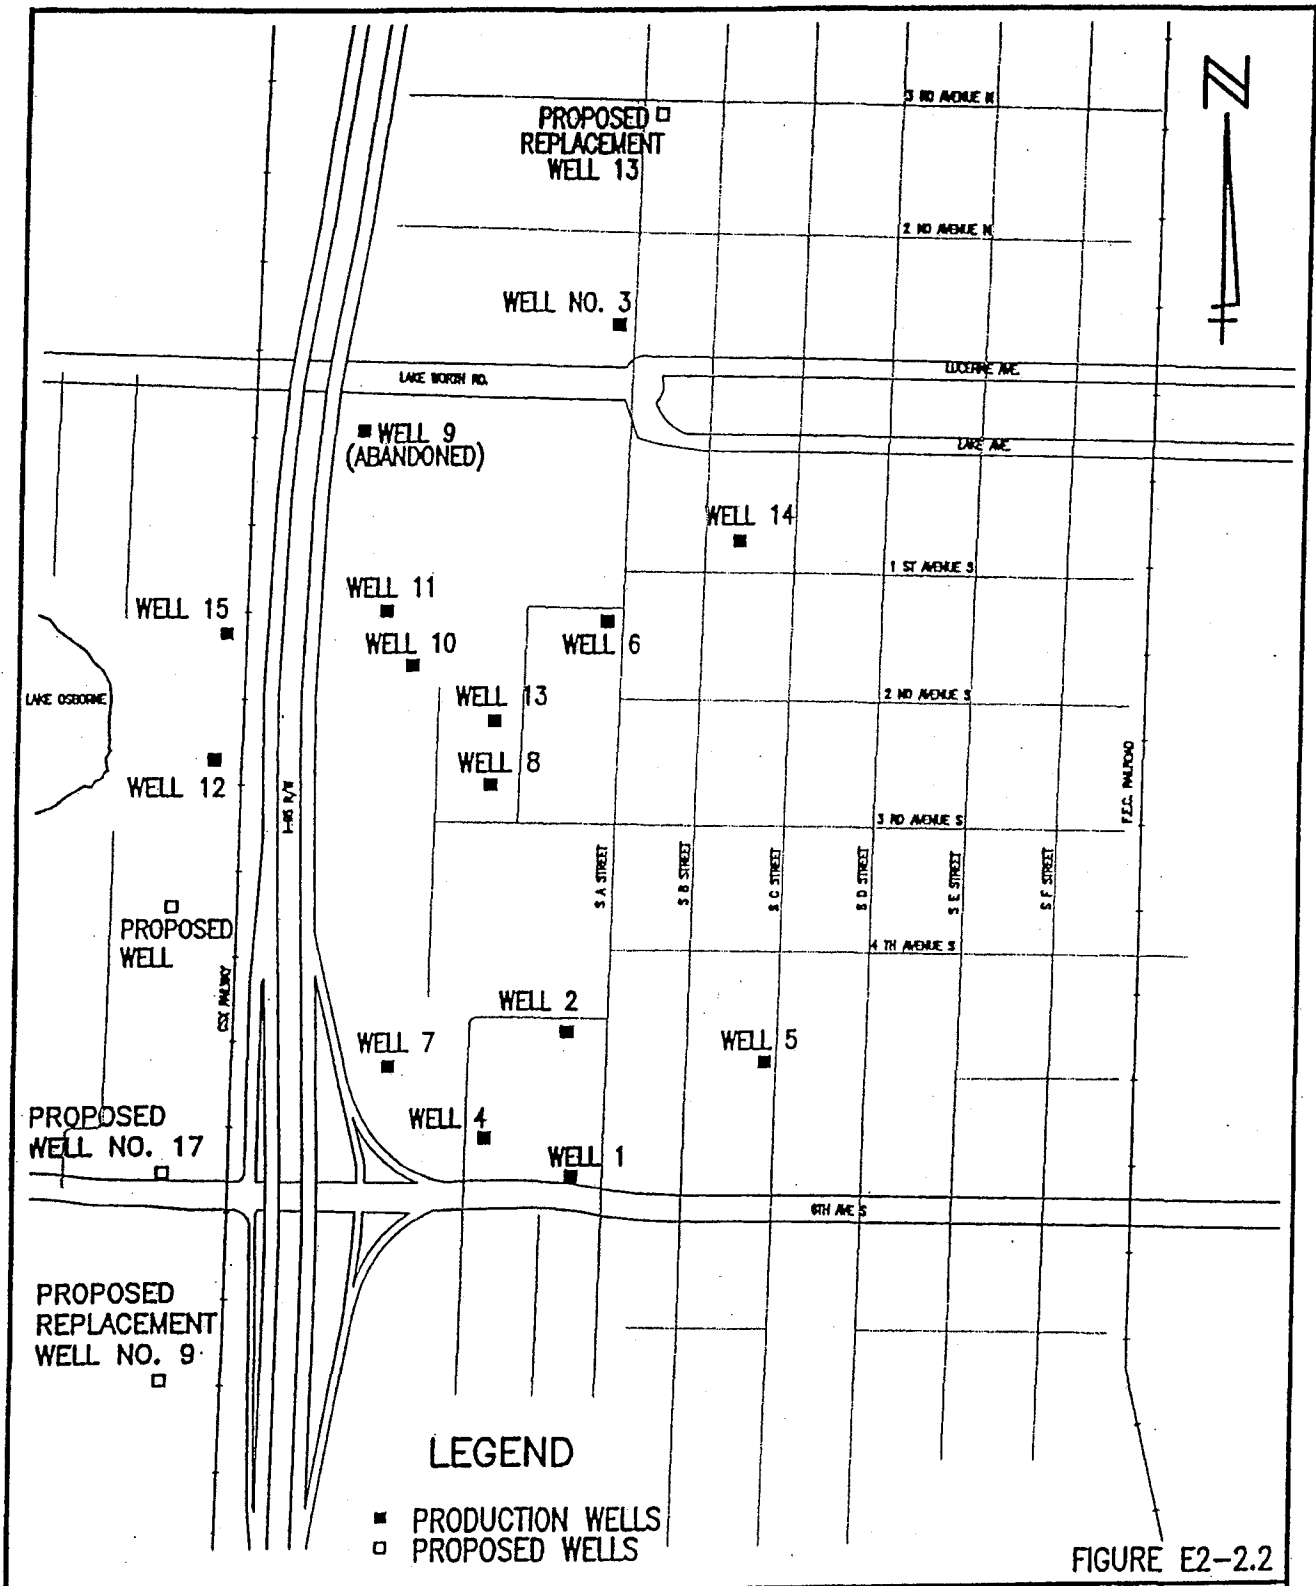 3 RD AVENUE N
PROPOSED
REPLACEMENT
WELL 13
2 ND AVENUE N
WELL NO. 3
LAKE WORTH RD.
LUCERNE AVE.
LAKE AVE.
WELL 9
(ABANDONED)
WELL 14
1 ST AVENUE S
WELL 11
WELL 15
WELL 10
WELL 6
LAKE OSBORNE
WELL 13
2 ND AVENUE S
WELL 8
WELL 12
I-95 R/W
F.E.C. RAILROAD
3 RD AVENUE S
S A STREET
S B STREET
S C STREET
S D STREET
S E STREET
S F STREET
PROPOSED
WELL
4 TH AVENUE S
CSX RAILWAY
WELL 2
WELL 7
WELL 5
PROPOSED
WELL NO. 17
WELL 4
WELL 1
6TH AVE S
PROPOSED
REPLACEMENT
WELL NO. 9
LEGEND
PRODUCTION WELLS
PROPOSED WELLS
FIGURE E2-2.2